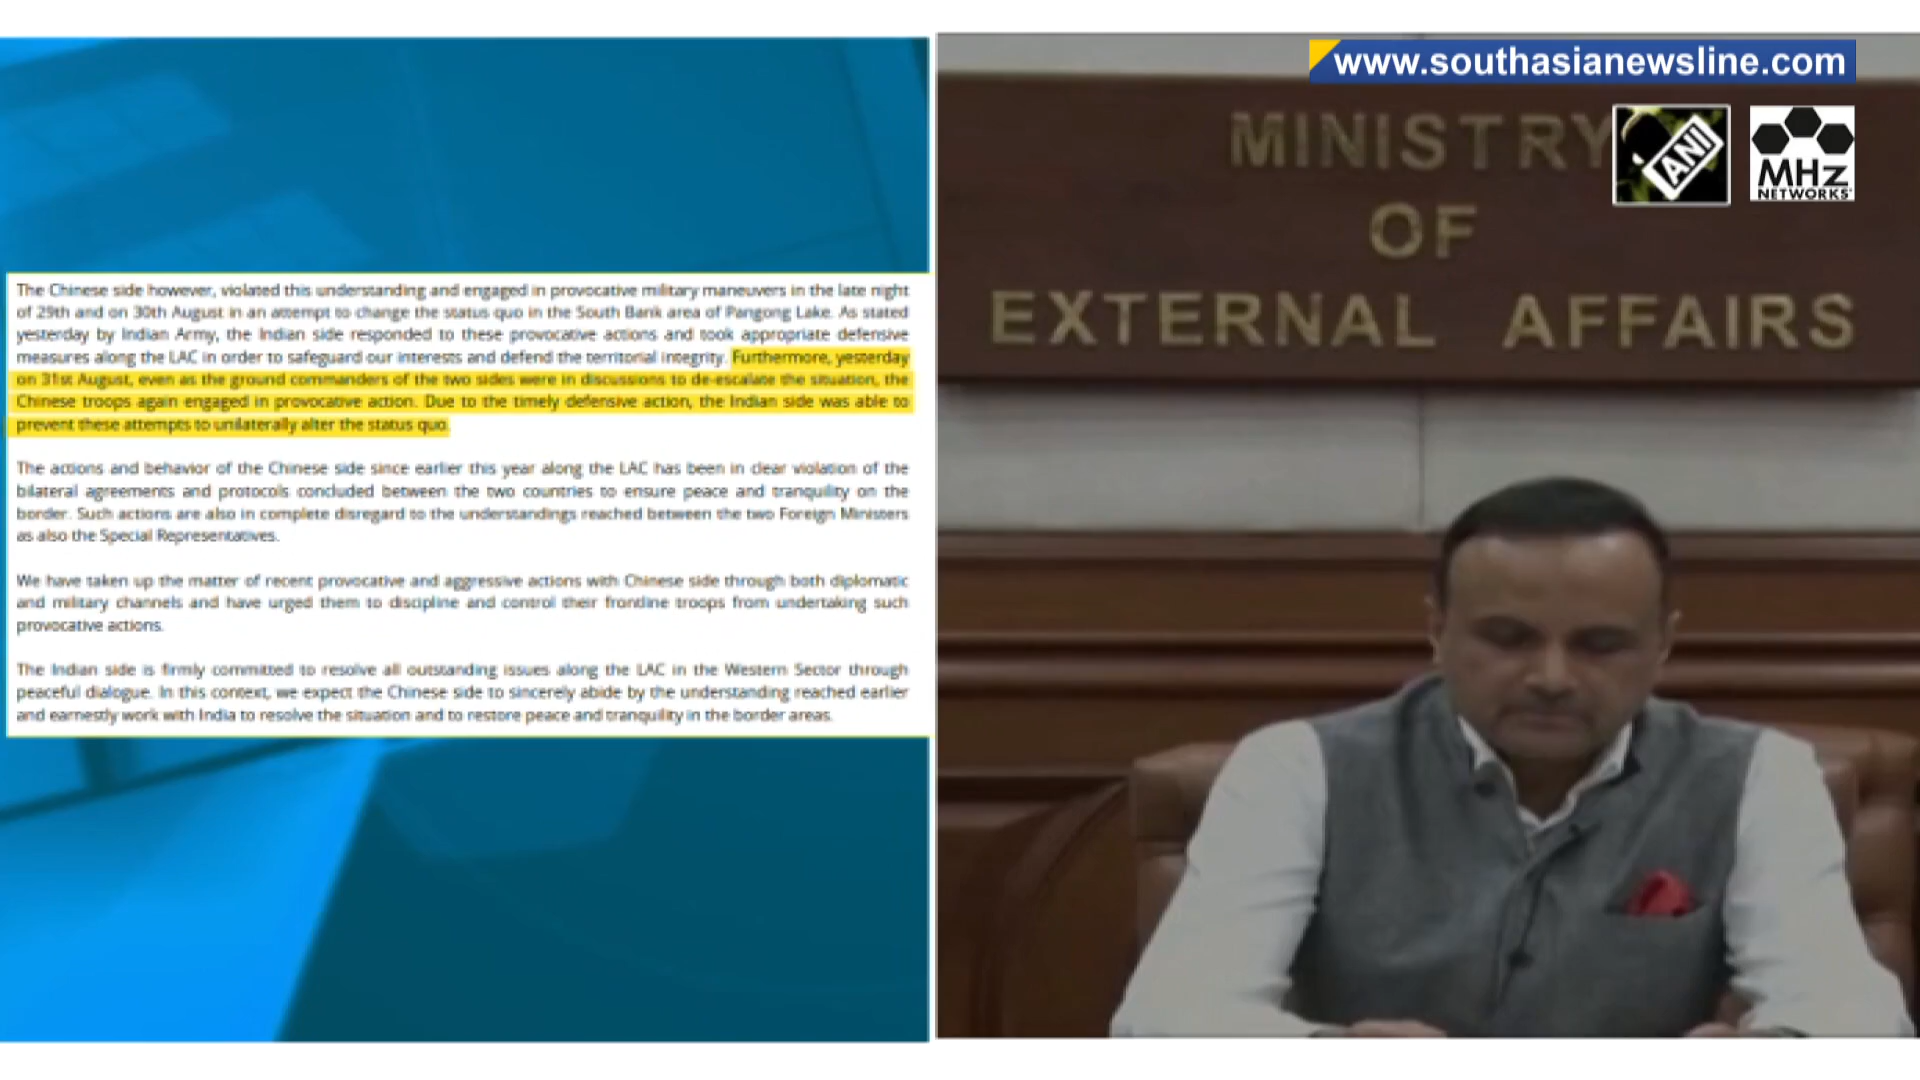 www.southasianewsline.com
MINISTRY
OF
EXTERNAL AFFAIRS
ANI
MHz
NETWORKS
The Chinese side however, violated this understanding and engaged in provocative military maneuvers in the late night
of 29th and on 30th August in an attempt to change the status quo in the South Bank area of Pangong Lake. As stated
yesterday by Indian Army, the Indian side responded to these provocative actions and took appropriate defensive
measures along the LAC in order to safeguard our interests and defend the territorial integrity. Furthermore, yesterday
on 31st August, even as the ground commanders of the two sides were in discussions to de-escalate the situation, the
Chinese troops again engaged in provocative action. Due to the timely defensive action, the Indian side was able to
prevent these attempts to unilaterally alter the status quo.
The actions and behavior of the Chinese side since earlier this year along the LAC has been in clear violation of the
bilateral agreements and protocols concluded between the two countries to ensure peace and tranquility on the
border. Such actions are also in complete disregard to the understandings reached between the two Foreign Ministers
as also the Special Representatives.
We have taken up the matter of recent provocative and aggressive actions with Chinese side through both diplomatic
and military channels and have urged them to discipline and control their frontline troops from undertaking such
provocative actions.
The Indian side is firmly committed to resolve all outstanding issues along the LAC in the Western Sector through
peaceful dialogue. In this context, we expect the Chinese side to sincerely abide by the understanding reached earlier
and earnestly work with India to resolve the situation and to restore peace and tranquility in the border areas.